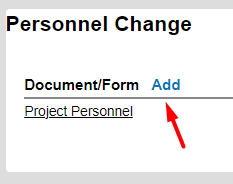 Personnel Change
Document/Form Add
Project Personnel